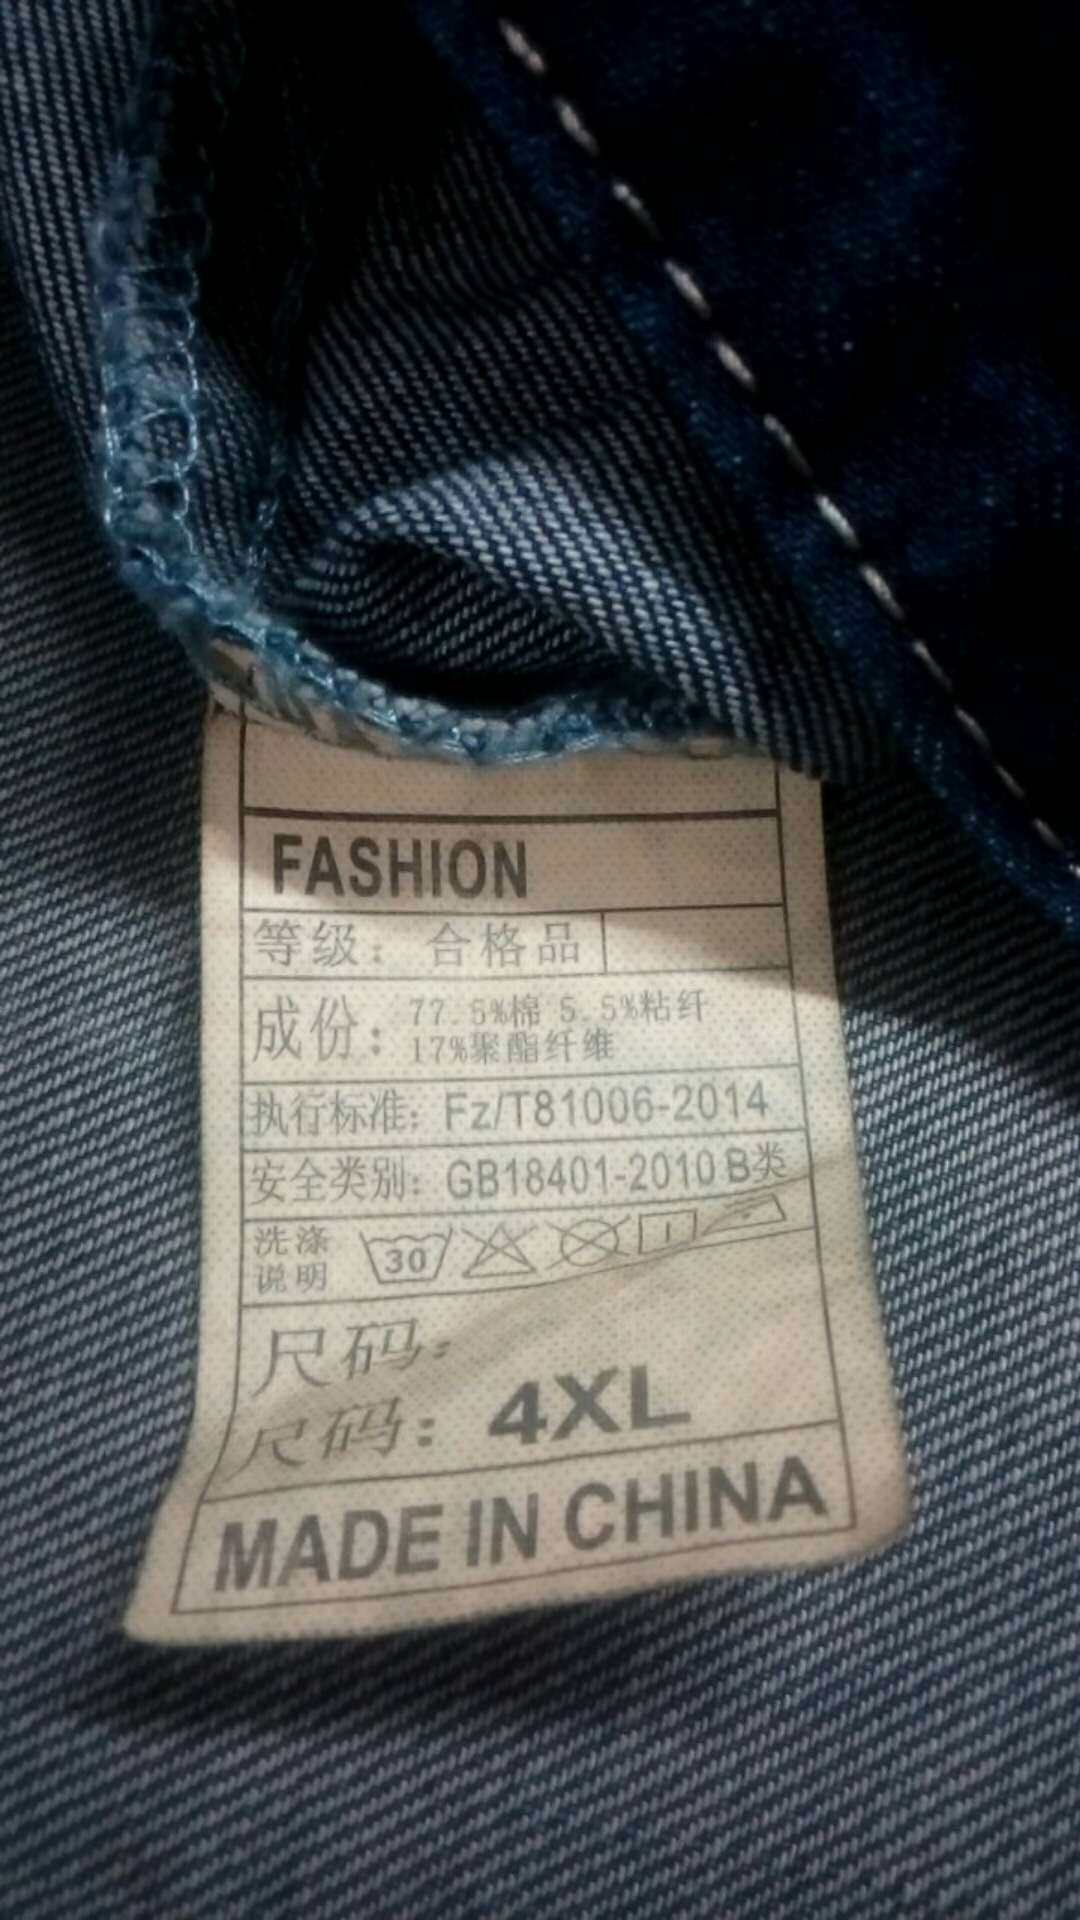 FASHION
等级： 合格品
成份： 77.5%棉 5.5%粘纤
17%聚酯纤维
执行标准： Fz/T81006-2014
安全类别： GB18401-2010 B类
洗涤
说明
30
尺码：
尺码： 4XL
MADE IN CHINA